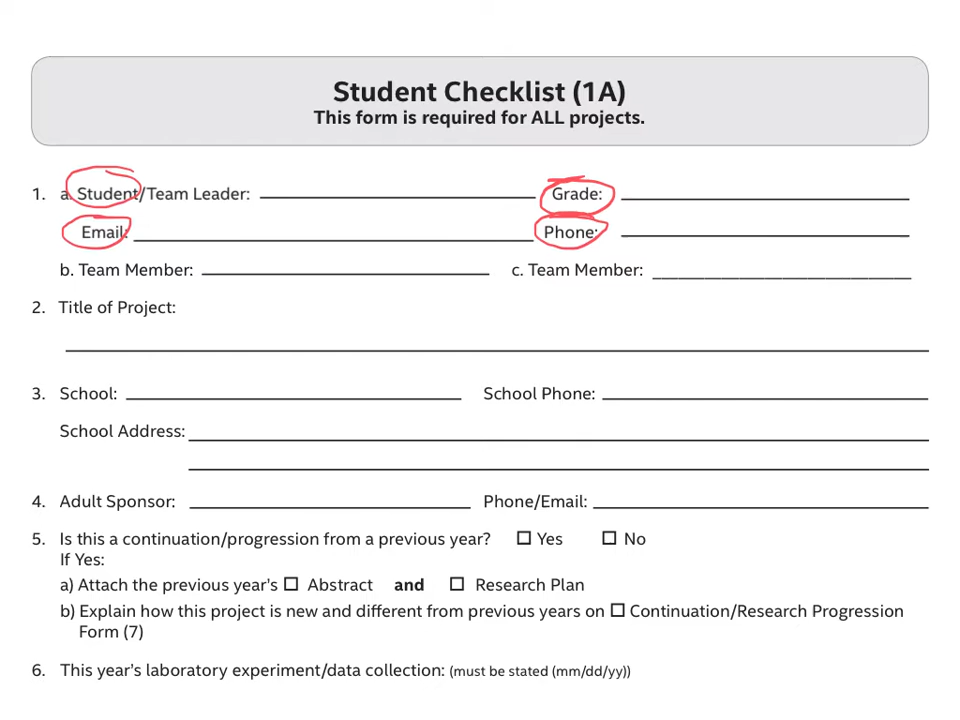 Student Checklist (1A)
This form is required for ALL projects.
1. a. Student/Team Leader: Grade:
Email: Phone:
b. Team Member: c. Team Member:
2. Title of Project:
3. School: School Phone:
School Address:
4. Adult Sponsor: Phone/Email:
5. Is this a continuation/progression from a previous year? ☐ Yes ☐ No
If Yes:
a) Attach the previous year’s ☐ Abstract and ☐ Research Plan
b) Explain how this project is new and different from previous years on ☐ Continuation/Research Progression
Form (7)
6. This year’s laboratory experiment/data collection: (must be stated (mm/dd/yy))